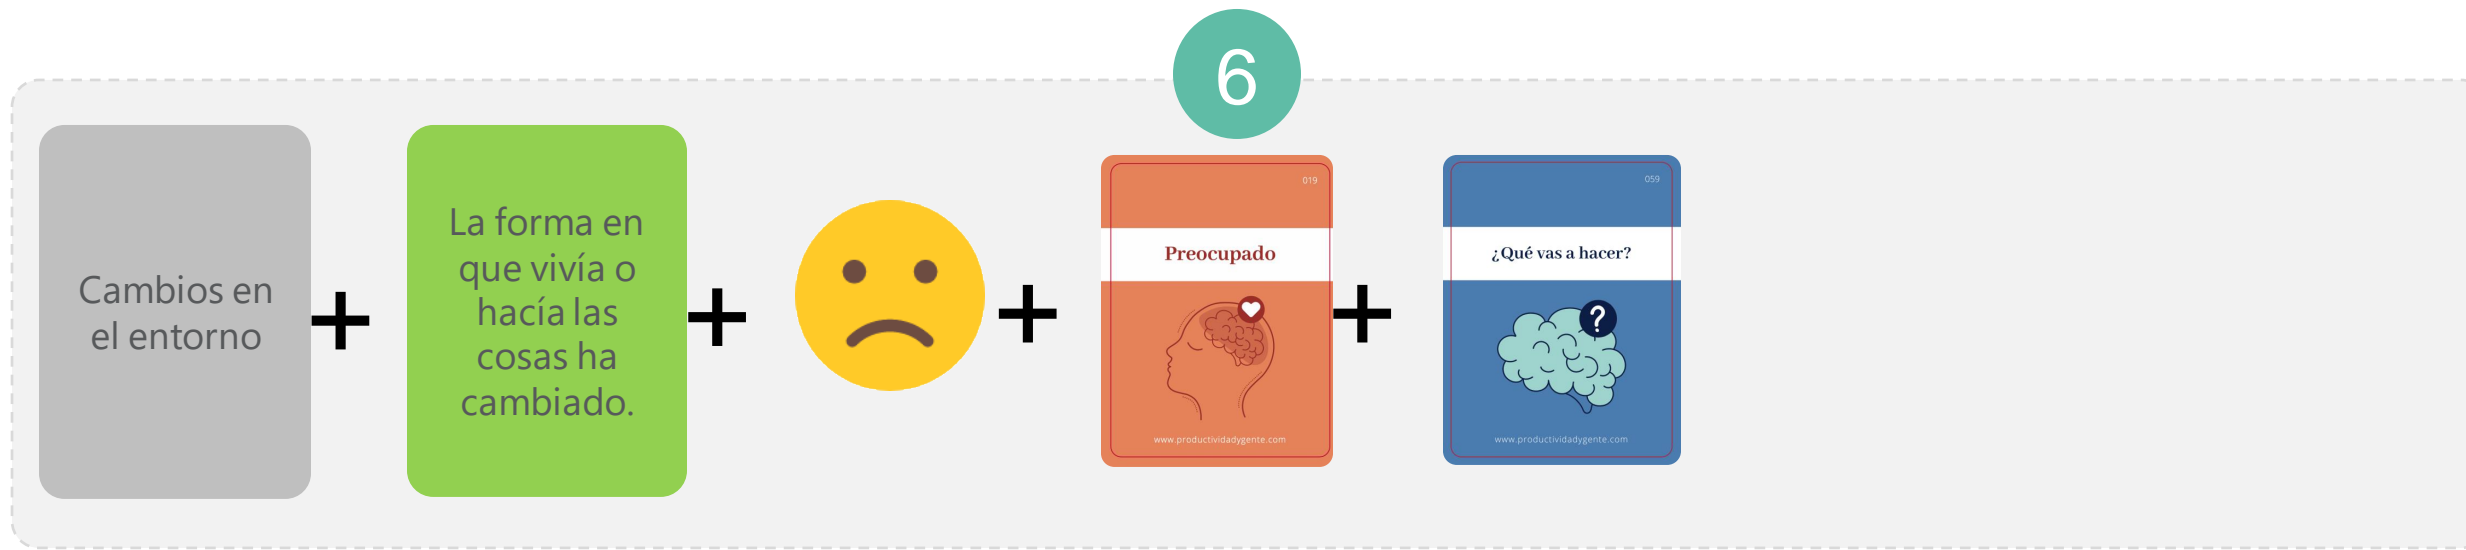 6
Cambios en
el entorno
+
La forma en
que vivía o
hacía las
cosas ha
cambiado.
+
+
019
Preocupado
www.productividadygente.com
+
059
¿Qué vas a hacer?
?
www.productividadygente.com